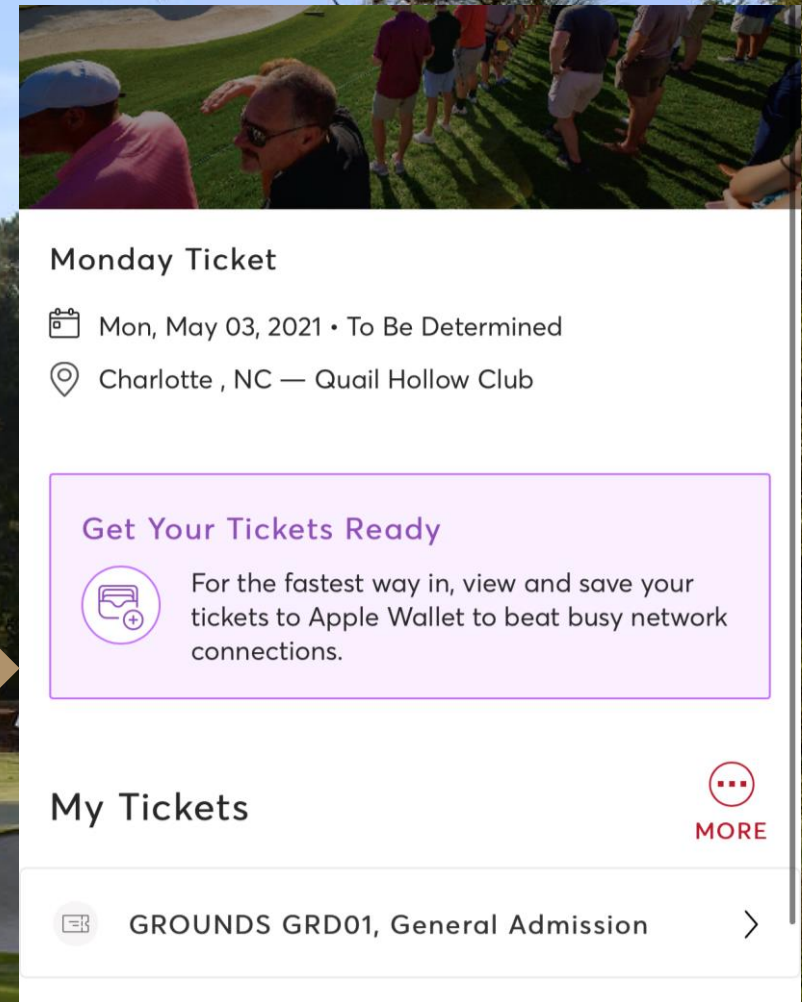 Monday Ticket
Mon, May 03, 2021 • To Be Determined
Charlotte , NC — Quail Hollow Club
Get Your Tickets Ready
For the fastest way in, view and save your
tickets to Apple Wallet to beat busy network
connections.
My Tickets
MORE
GROUNDS GRD01, General Admission